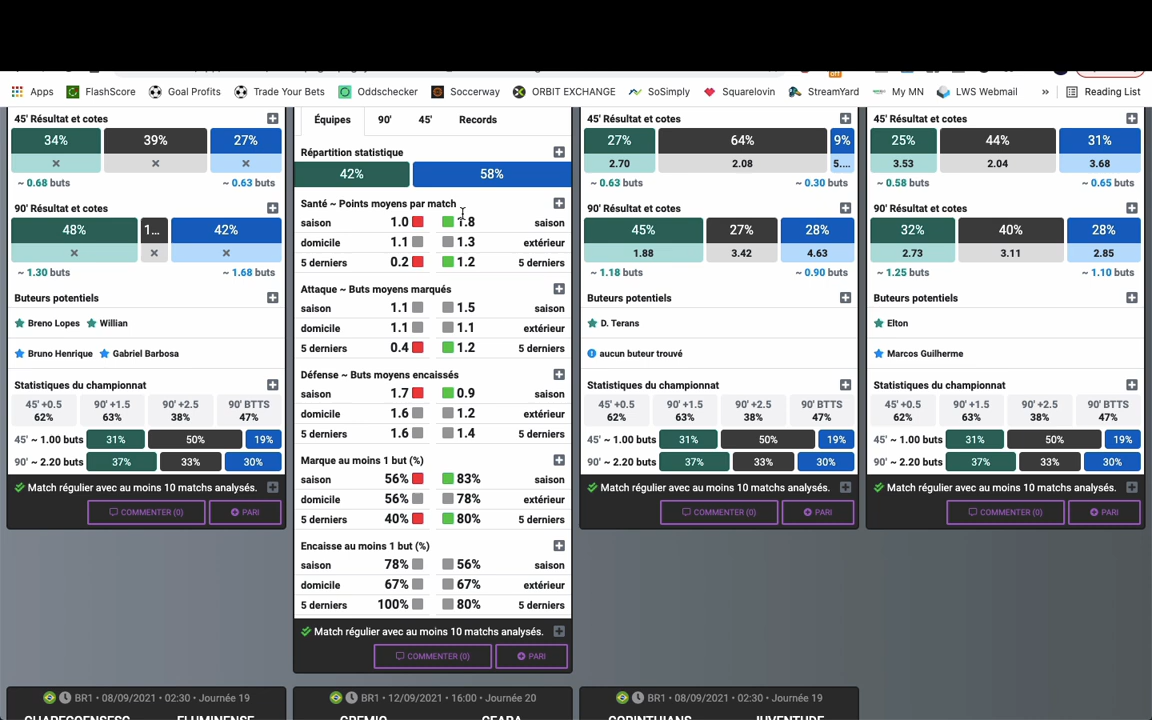 Apps FlashScore Goal Profits Trade Your Bets Oddschecker Soccerway ORBIT EXCHANGE SoSimply Squarelovin StreamYard My MN LWS Webmail » Reading List
45' Résultat et cotes
34% 39% 27%
× × ×
~ 0.68 buts ~ 0.63 buts
90' Résultat et cotes
48% 1... 42%
× × ×
~ 1.30 buts ~ 1.68 buts
Buteurs potentiels
Breno Lopes Willian
Bruno Henrique Gabriel Barbosa
Statistiques du championnat
45' +0.5 90' +1.5 90' +2.5 90' BTTS
62% 63% 38% 47%
45' ~ 1.00 buts 31% 50% 19%
90' ~ 2.20 buts 37% 33% 30%
Match régulier avec au moins 10 matchs analysés.
COMMENTER (0) PARI
Équipes 90' 45' Records
Répartition statistique
42% 58%
Santé ~ Points moyens par match
saison 1.0 1.8 saison
domicile 1.1 1.3 extérieur
5 derniers 0.2 1.2 5 derniers
Attaque ~ Buts moyens marqués
saison 1.1 1.5 saison
domicile 1.1 1.1 extérieur
5 derniers 0.4 1.2 5 derniers
Défense ~ Buts moyens encaissés
saison 1.7 0.9 saison
domicile 1.6 1.2 extérieur
5 derniers 1.6 1.4 5 derniers
Marque au moins 1 but (%)
saison 56% 83% saison
domicile 56% 78% extérieur
5 derniers 40% 80% 5 derniers
Encaisse au moins 1 but (%)
saison 78% 56% saison
domicile 67% 67% extérieur
5 derniers 100% 80% 5 derniers
Match régulier avec au moins 10 matchs analysés.
COMMENTER (0) PARI
27% 64% 9%
2.70 2.08 5....
~ 0.63 buts ~ 0.30 buts
90' Résultat et cotes
45% 27% 28%
1.88 3.42 4.63
~ 1.18 buts ~ 0.90 buts
Buteurs potentiels
D. Terans
aucun buteur trouvé
Statistiques du championnat
45' +0.5 90' +1.5 90' +2.5 90' BTTS
62% 63% 38% 47%
45' ~ 1.00 buts 31% 50% 19%
90' ~ 2.20 buts 37% 33% 30%
Match régulier avec au moins 10 matchs analysés.
COMMENTER (0) PARI
45' Résultat et cotes
25% 44% 31%
3.53 2.04 3.68
~ 0.58 buts ~ 0.65 buts
90' Résultat et cotes
32% 40% 28%
2.73 3.11 2.85
~ 1.25 buts ~ 1.10 buts
Buteurs potentiels
Elton
Marcos Guilherme
Statistiques du championnat
45' +0.5 90' +1.5 90' +2.5 90' BTTS
62% 63% 38% 47%
45' ~ 1.00 buts 31% 50% 19%
90' ~ 2.20 buts 37% 33% 30%
Match régulier avec au moins 10 matchs analysés.
COMMENTER (0) PARI
BR1 • 08/09/2021 • 02:30 • Journée 19
CHAPECOENSESC FLUMINENSE
BR1 • 12/09/2021 • 16:00 • Journée 20
GREMIO CEARA
BR1 • 08/09/2021 • 02:30 • Journée 19
CORINTHIANS JUVENTUDE